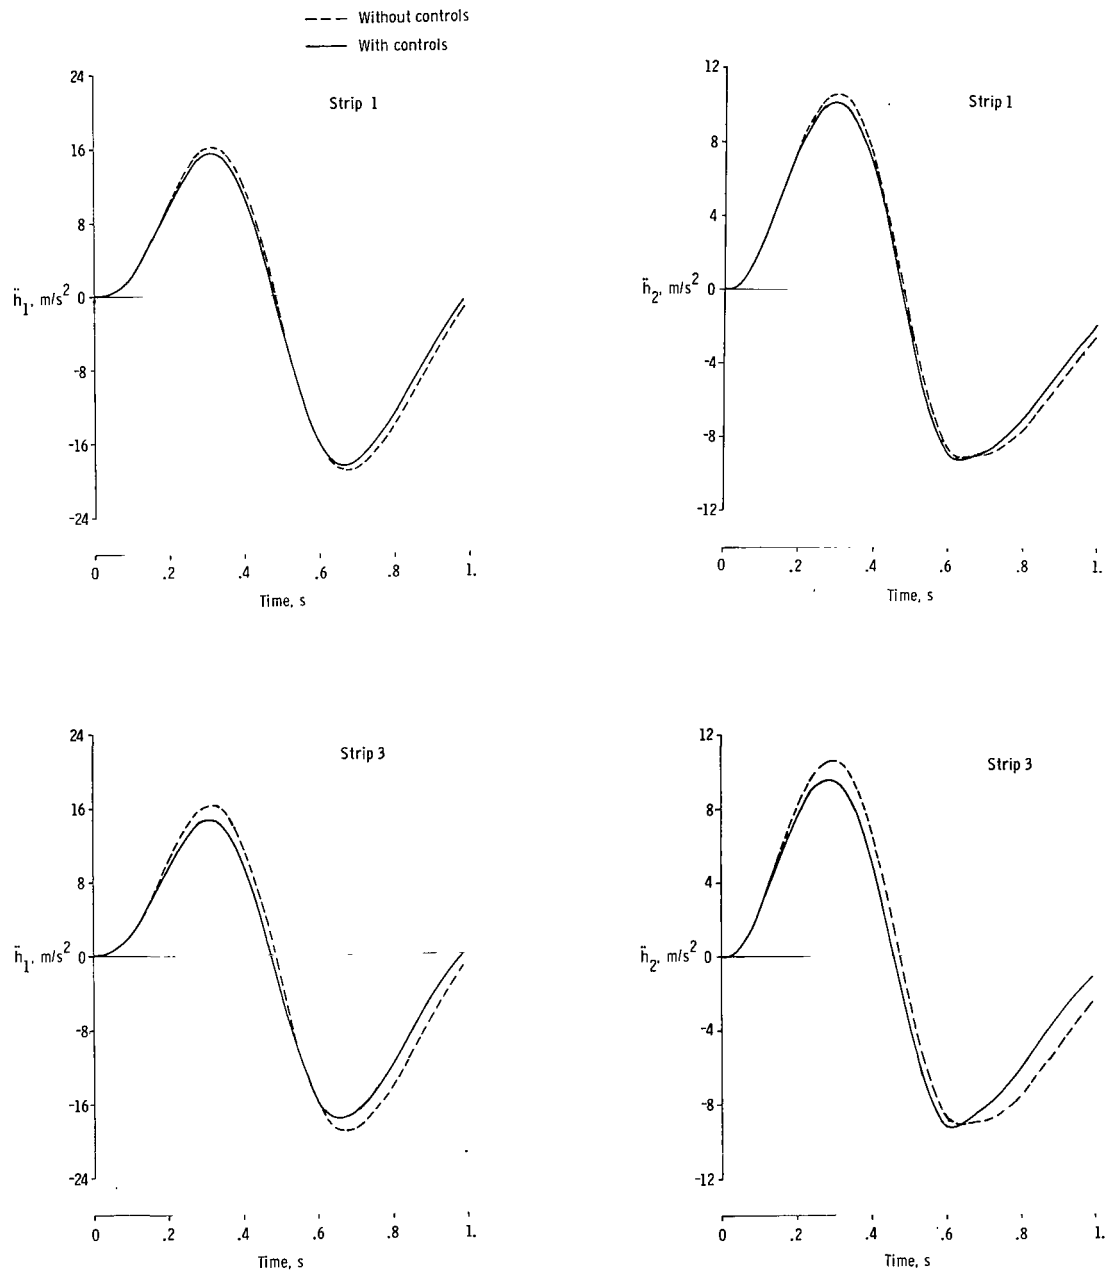 Without controls
With controls
24
16
8
0
-8
-16
-24
ḧ1, m/s2
Strip 1
0 .2 .4 .6 .8 1.
Time, s
12
8
4
0
-4
-8
-12
ḧ2, m/s2
Strip 1
0 .2 .4 .6 .8 1.
Time, s
24
16
8
0
-8
-16
-24
ḧ1, m/s2
Strip 3
0 .2 .4 .6 .8 1.
Time, s
12
8
4
0
-4
-8
-12
ḧ2, m/s2
Strip 3
0 .2 .4 .6 .8 1.
Time, s